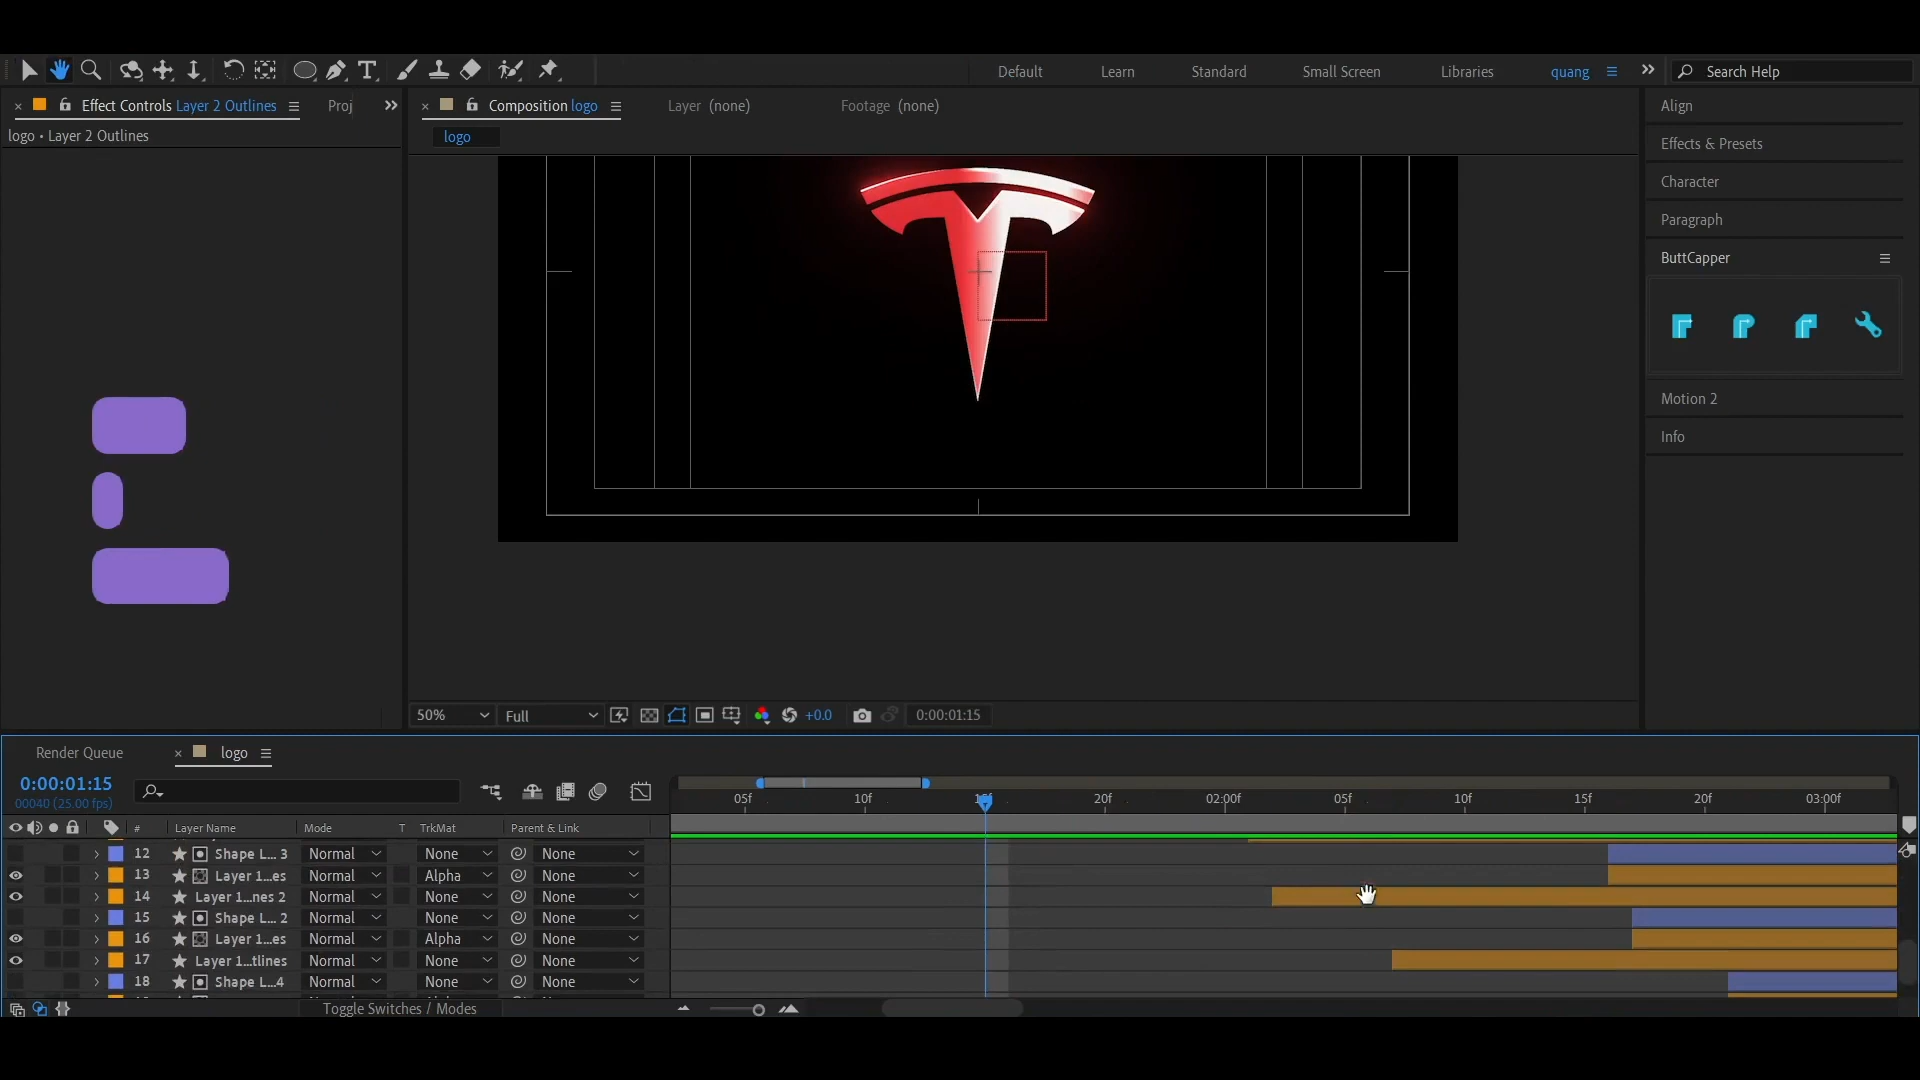 Default Learn Standard Small Screen Libraries quang Search Help
Effect Controls Layer 2 Outlines Proj
logo • Layer 2 Outlines
Composition logo Layer (none) Footage (none)
logo
Align
Effects & Presets
Character
Paragraph
ButtCapper
Motion 2
Info
50% Full +0.0 0:00:01:15
Render Queue logo
0:00:01:15
00040 (25.00 fps)
05f 10f 15f 20f 02:00f 05f 10f 15f 20f 03:00f
# Layer Name Mode T TrkMat Parent & Link
12 Shape L... 3 Normal None None
13 Layer 1...es Normal Alpha None
14 Layer 1...nes 2 Normal None None
15 Shape L... 2 Normal None None
16 Layer 1...es Normal Alpha None
17 Layer 1...tlines Normal None None
18 Shape L...4 Normal None None
Toggle Switches / Modes